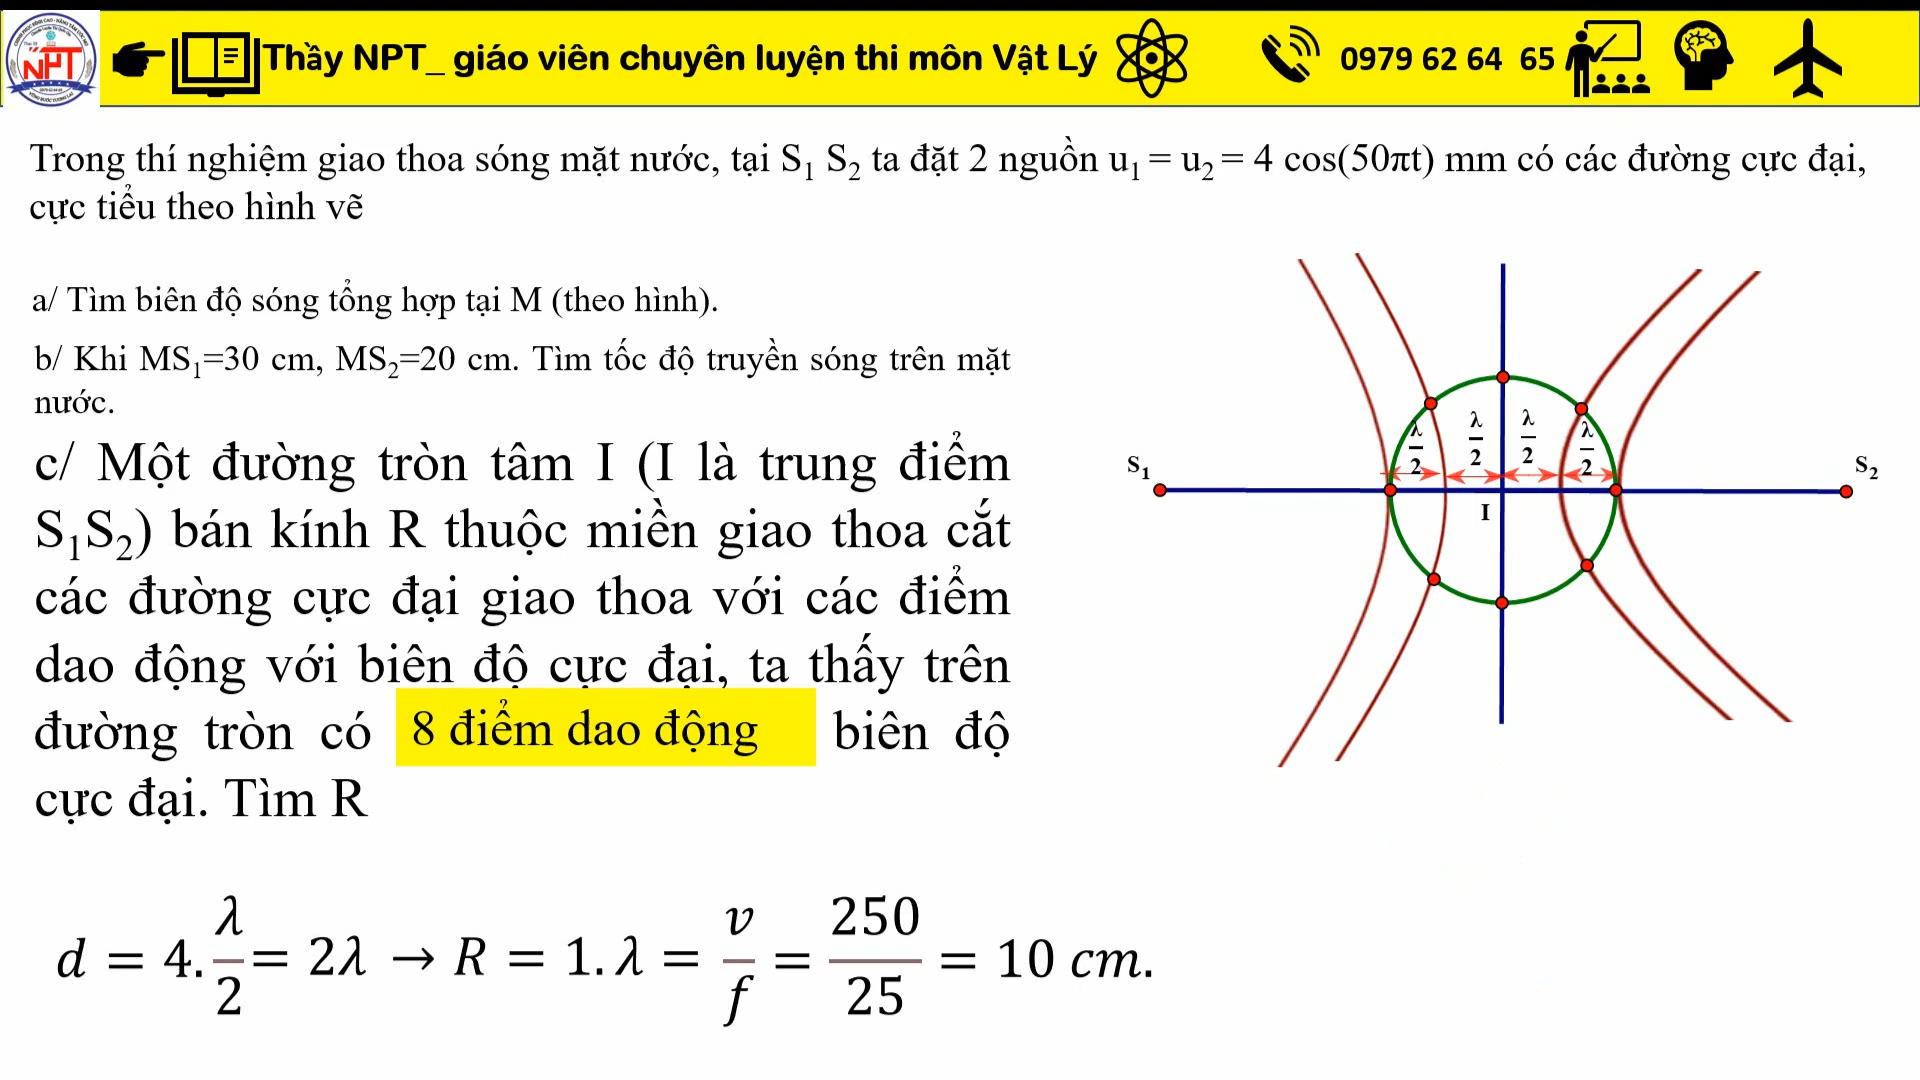 NPT
Thầy NPT_ giáo viên chuyên luyện thi môn Vật Lý
0979 62 64 65
Trong thí nghiệm giao thoa sóng mặt nước, tại S₁ S₂ ta đặt 2 nguồn u₁ = u₂ = 4 cos(50πt) mm có các đường cực đại,
cực tiểu theo hình vẽ
a/ Tìm biên độ sóng tổng hợp tại M (theo hình).
b/ Khi MS₁=30 cm, MS₂=20 cm. Tìm tốc độ truyền sóng trên mặt
nước.
c/ Một đường tròn tâm I (I là trung điểm
S₁S₂) bán kính R thuộc miền giao thoa cắt
các đường cực đại giao thoa với các điểm
dao động với biên độ cực đại, ta thấy trên
đường tròn có 8 điểm dao động biên độ
cực đại. Tìm R
S₁
λ/2
λ/2
λ/2
λ/2
S₂
I
d = 4.λ/2 = 2λ → R = 1.λ = v/f = 250/25 = 10 cm.